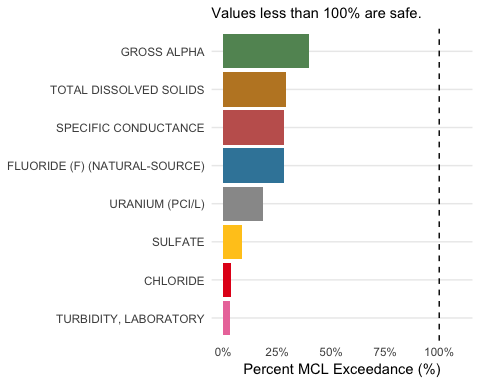 Values less than 100% are safe.
GROSS ALPHA
TOTAL DISSOLVED SOLIDS
SPECIFIC CONDUCTANCE
FLUORIDE (F) (NATURAL-SOURCE)
URANIUM (PCI/L)
SULFATE
CHLORIDE
TURBIDITY, LABORATORY
0% 25% 50% 75% 100%
Percent MCL Exceedance (%)